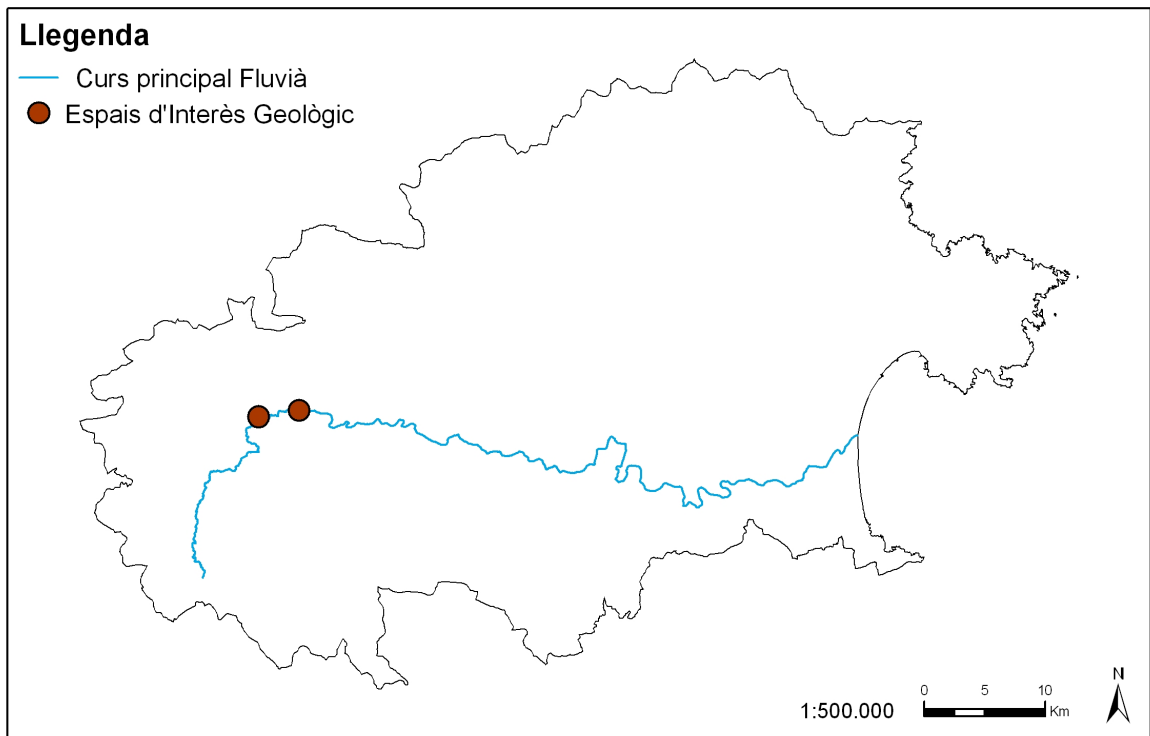 Llegenda
Curs principal Fluvià
Espais d'Interès Geològic
N
0 5 10
1:500.000
Km